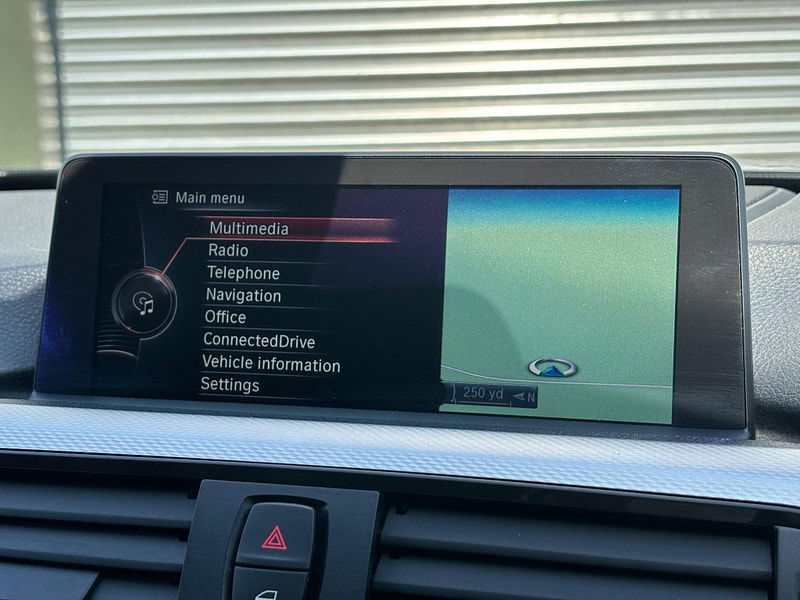 Main menu
Multimedia
Radio
Telephone
Navigation
Office
ConnectedDrive
Vehicle information
Settings
250 yd
N